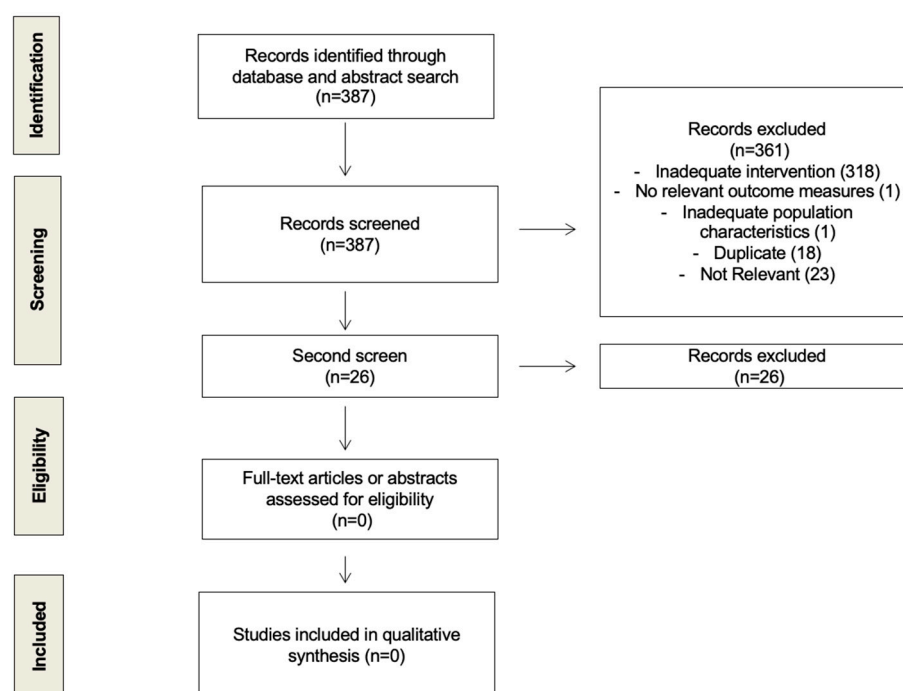 Identification
Records identified through
database and abstract search
(n=387)
Records excluded
(n=361)
- Inadequate intervention (318)
- No relevant outcome measures (1)
- Inadequate population
characteristics (1)
- Duplicate (18)
- Not Relevant (23)
Screening
Records screened
(n=387)
Second screen
(n=26)
Records excluded
(n=26)
Eligibility
Full-text articles or abstracts
assessed for eligibility
(n=0)
Included
Studies included in qualitative
synthesis (n=0)